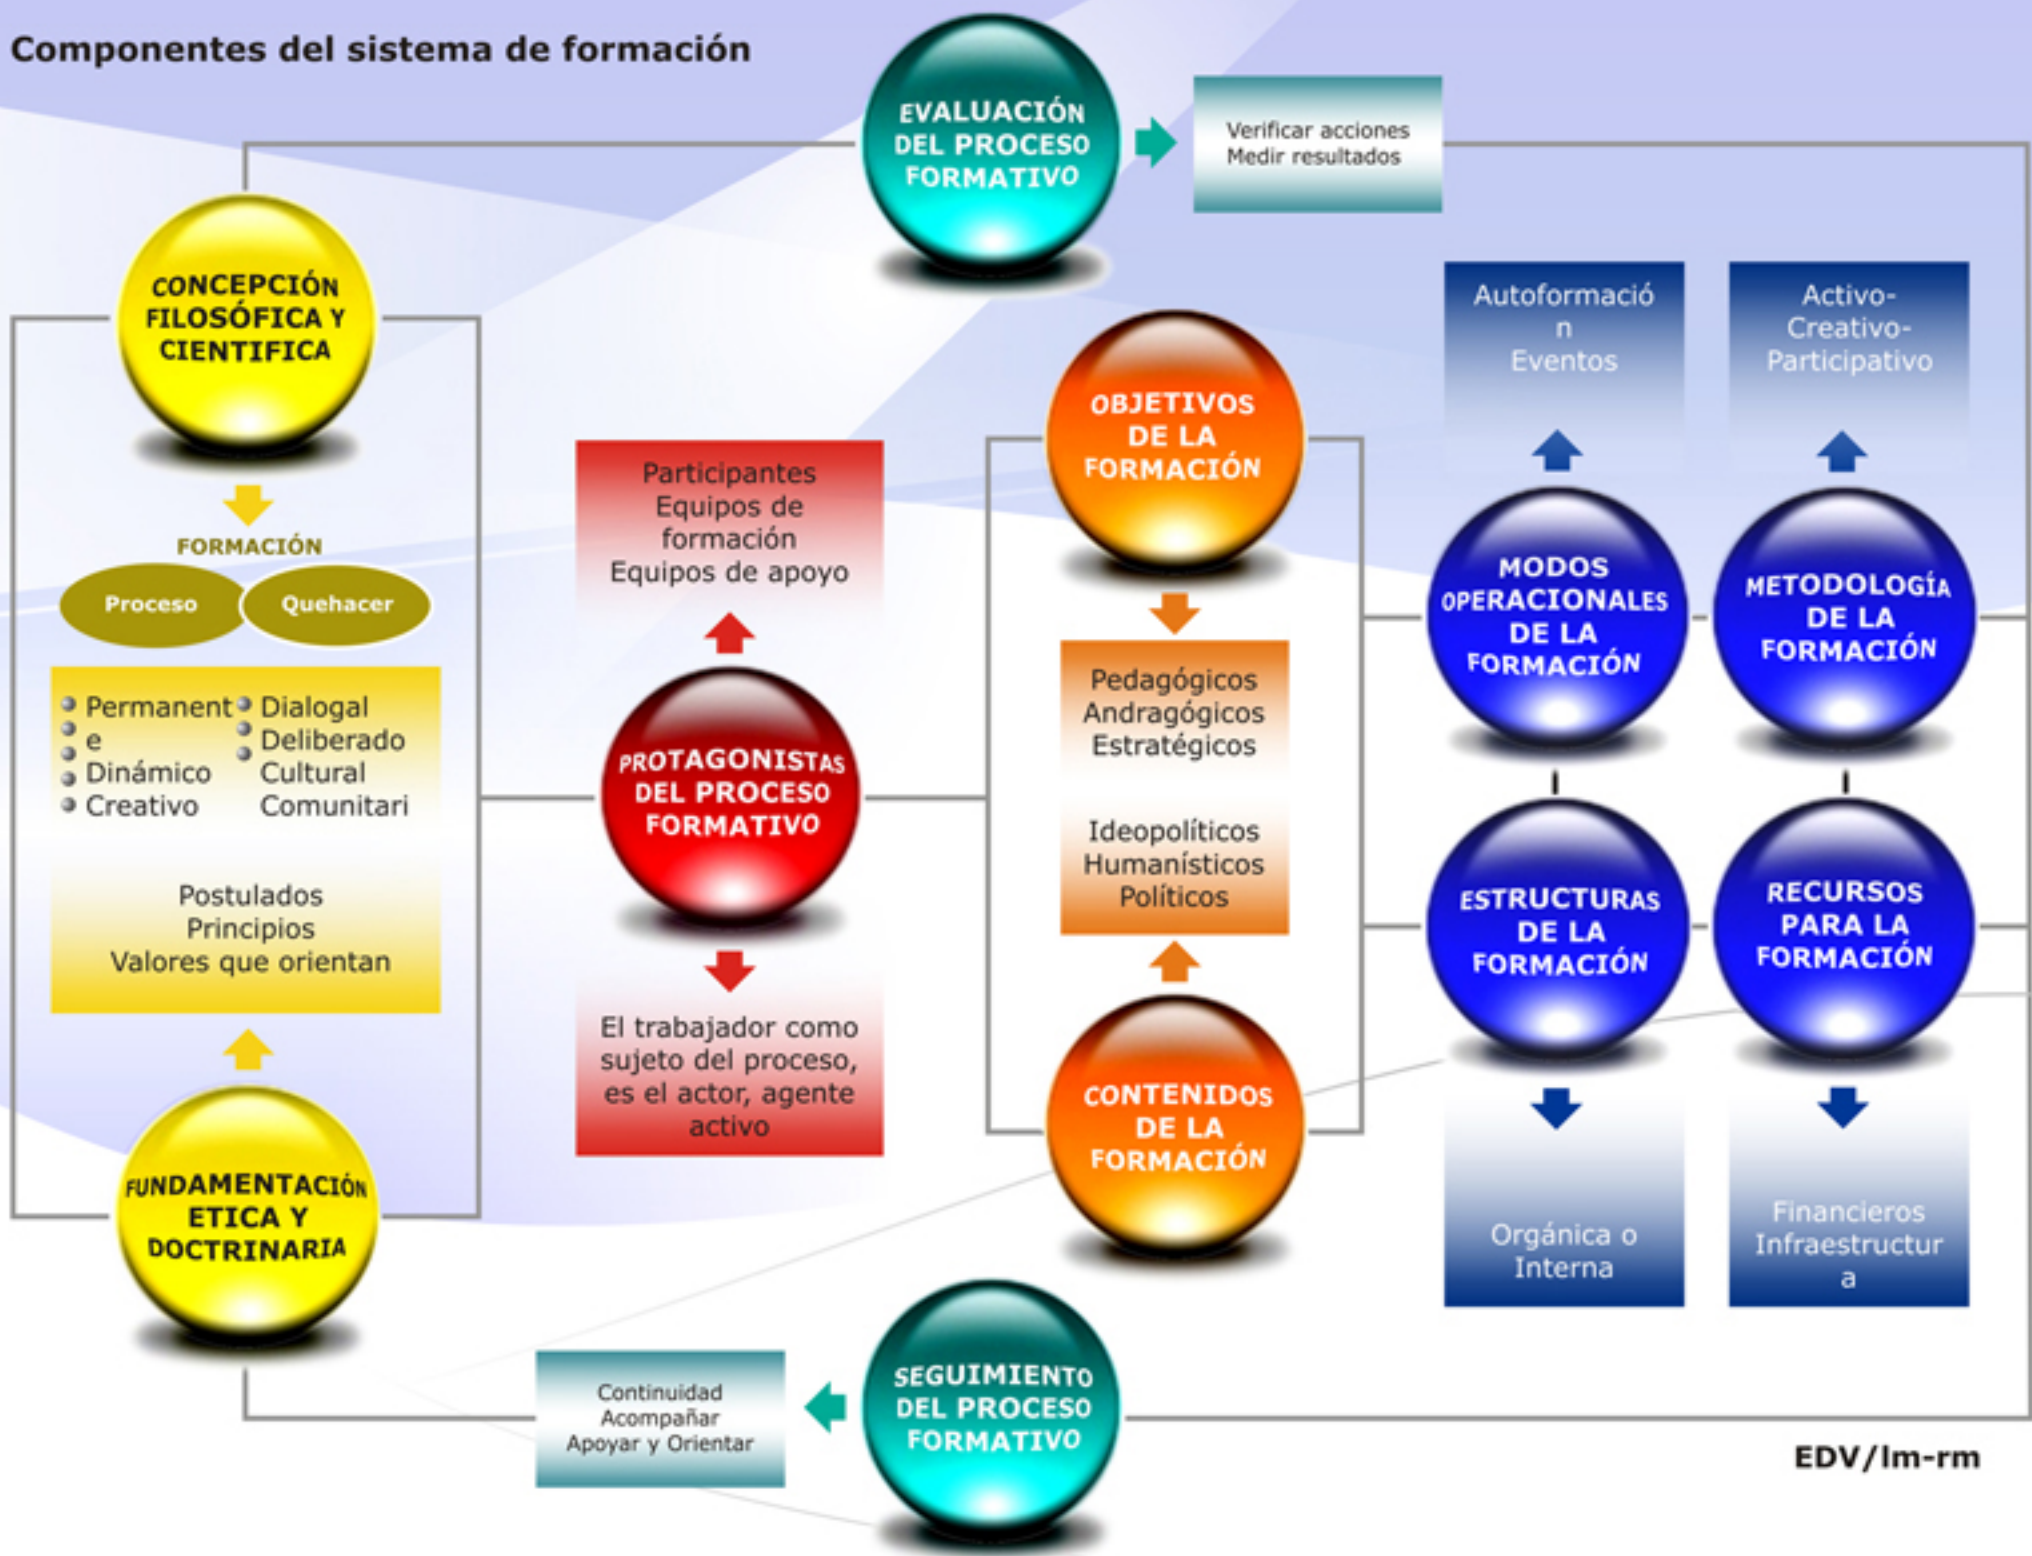 Componentes del sistema de formación
EVALUACIÓN
DEL PROCESO
FORMATIVO
Verificar acciones
Medir resultados
CONCEPCIÓN
FILOSÓFICA Y
CIENTIFICA
FORMACIÓN
Proceso
Quehacer
Permanent
e
Dinámico
Creativo
Dialogal
Deliberado
Cultural
Comunitari
Postulados
Principios
Valores que orientan
FUNDAMENTACIÓN
ETICA Y
DOCTRINARIA
Participantes
Equipos de
formación
Equipos de apoyo
PROTAGONISTAS
DEL PROCESO
FORMATIVO
El trabajador como
sujeto del proceso,
es el actor, agente
activo
OBJETIVOS
DE LA
FORMACIÓN
Pedagógicos
Andragógicos
Estratégicos
Ideopolíticos
Humanísticos
Políticos
CONTENIDOS
DE LA
FORMACIÓN
Autoformació
n
Eventos
Activo-
Creativo-
Participativo
MODOS
OPERACIONALES
DE LA
FORMACIÓN
METODOLOGÍA
DE LA
FORMACIÓN
ESTRUCTURAS
DE LA
FORMACIÓN
RECURSOS
PARA LA
FORMACIÓN
Orgánica o
Interna
Financieros
Infraestructur
a
Continuidad
Acompañar
Apoyar y Orientar
SEGUIMIENTO
DEL PROCESO
FORMATIVO
EDV/lm-rm